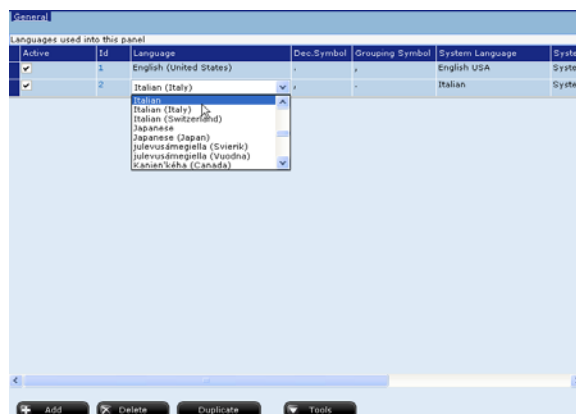 General
Languages used into this panel
Active Id Language Dec.Symbol Grouping Symbol System Language Syste
1 English (United States) . , English USA Syste
2 Italian (Italy) , . Italian Syste
Italian
Italian (Italy)
Italian (Switzerland)
Japanese
Japanese (Japan)
julevusámegiella (Svierik)
julevusámegiella (Vuodna)
Kanien'kéha (Canada)
Add Delete Duplicate Tools